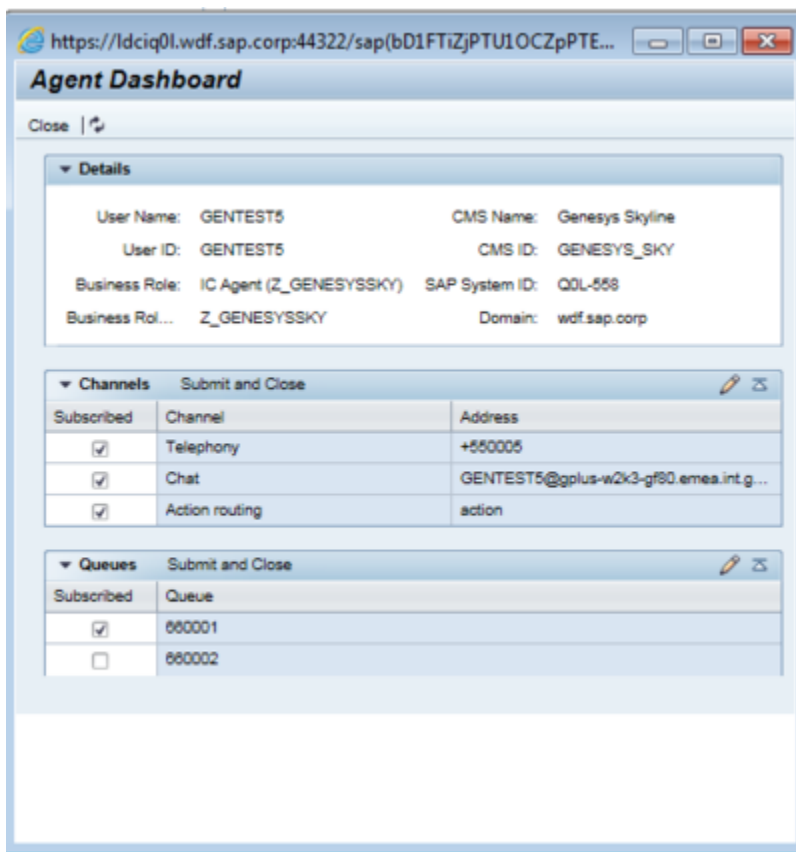 https://ldciq0l.wdf.sap.corp:44322/sap(bD1FTiZjPTU1OCZpPTE...
Agent Dashboard
Close
Details
User Name: GENTEST5 CMS Name: Genesys Skyline
User ID: GENTEST5 CMS ID: GENESYS_SKY
Business Role: IC Agent (Z_GENESYSSKY) SAP System ID: Q0L-558
Business Rol... Z_GENESYSSKY Domain: wdf.sap.corp
Channels Submit and Close
Subscribed Channel Address
Telephony +550005
Chat GENTEST5@gplus-w2k3-gf80.emea.int.g...
Action routing action
Queues Submit and Close
Subscribed Queue
660001
660002